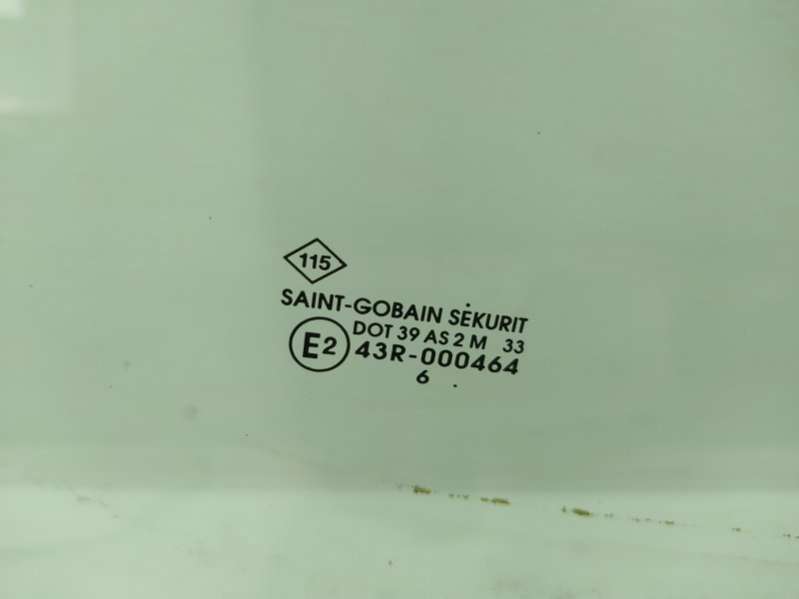 115
SAINT-GOBAIN SEKURIT
DOT 39 AS 2 M 33
E2 43R-000464
6